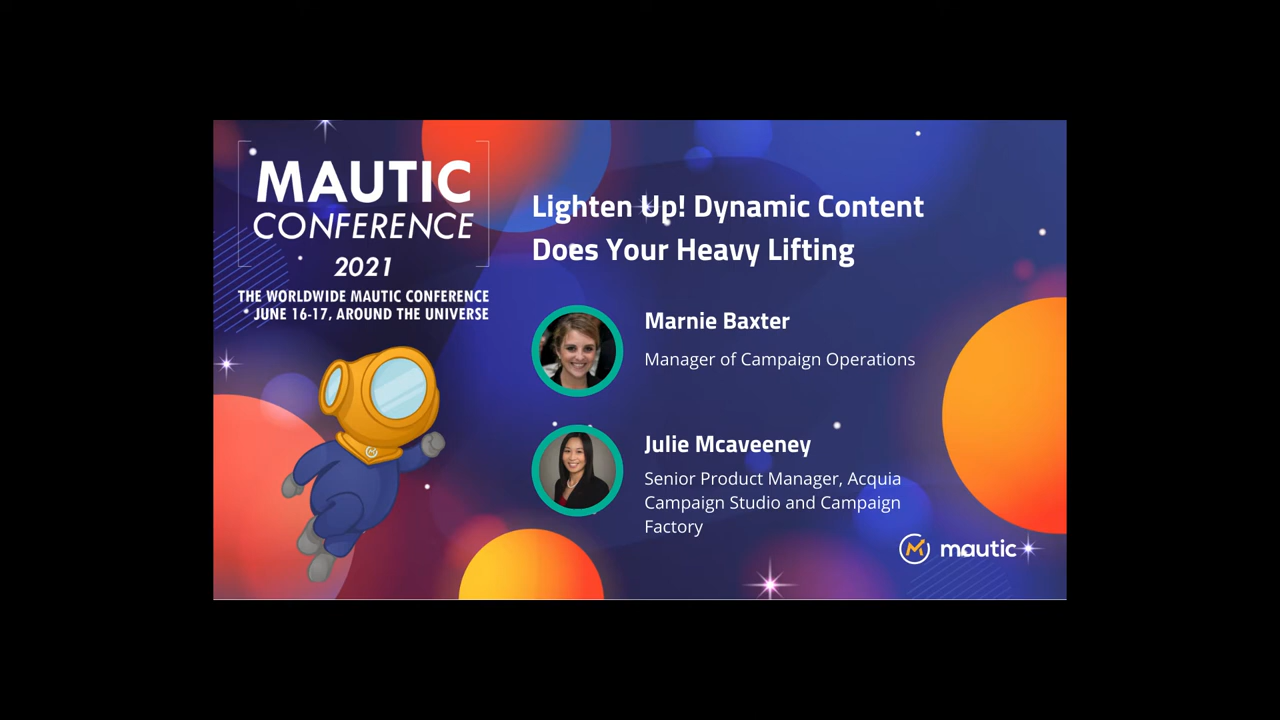 MAUTIC
CONFERENCE
2021
THE WORLDWIDE MAUTIC CONFERENCE
JUNE 16-17, AROUND THE UNIVERSE
Lighten Up! Dynamic Content
Does Your Heavy Lifting
Marnie Baxter
Manager of Campaign Operations
Julie Mcaveeney
Senior Product Manager, Acquia
Campaign Studio and Campaign
Factory
mautic